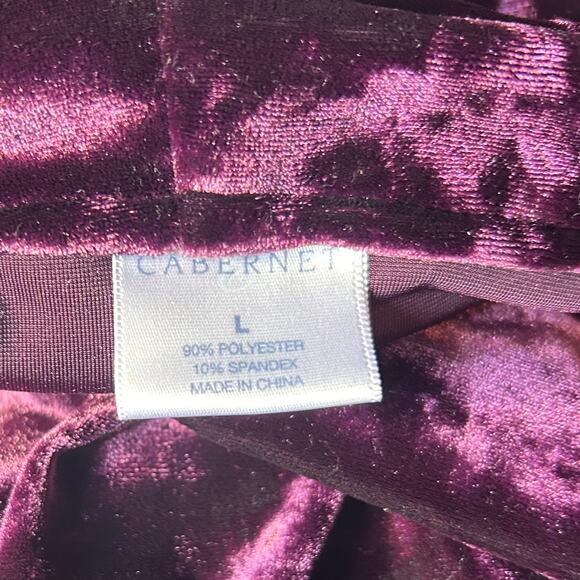 CABERNET
L
90% POLYESTER
10% SPANDEX
MADE IN CHINA